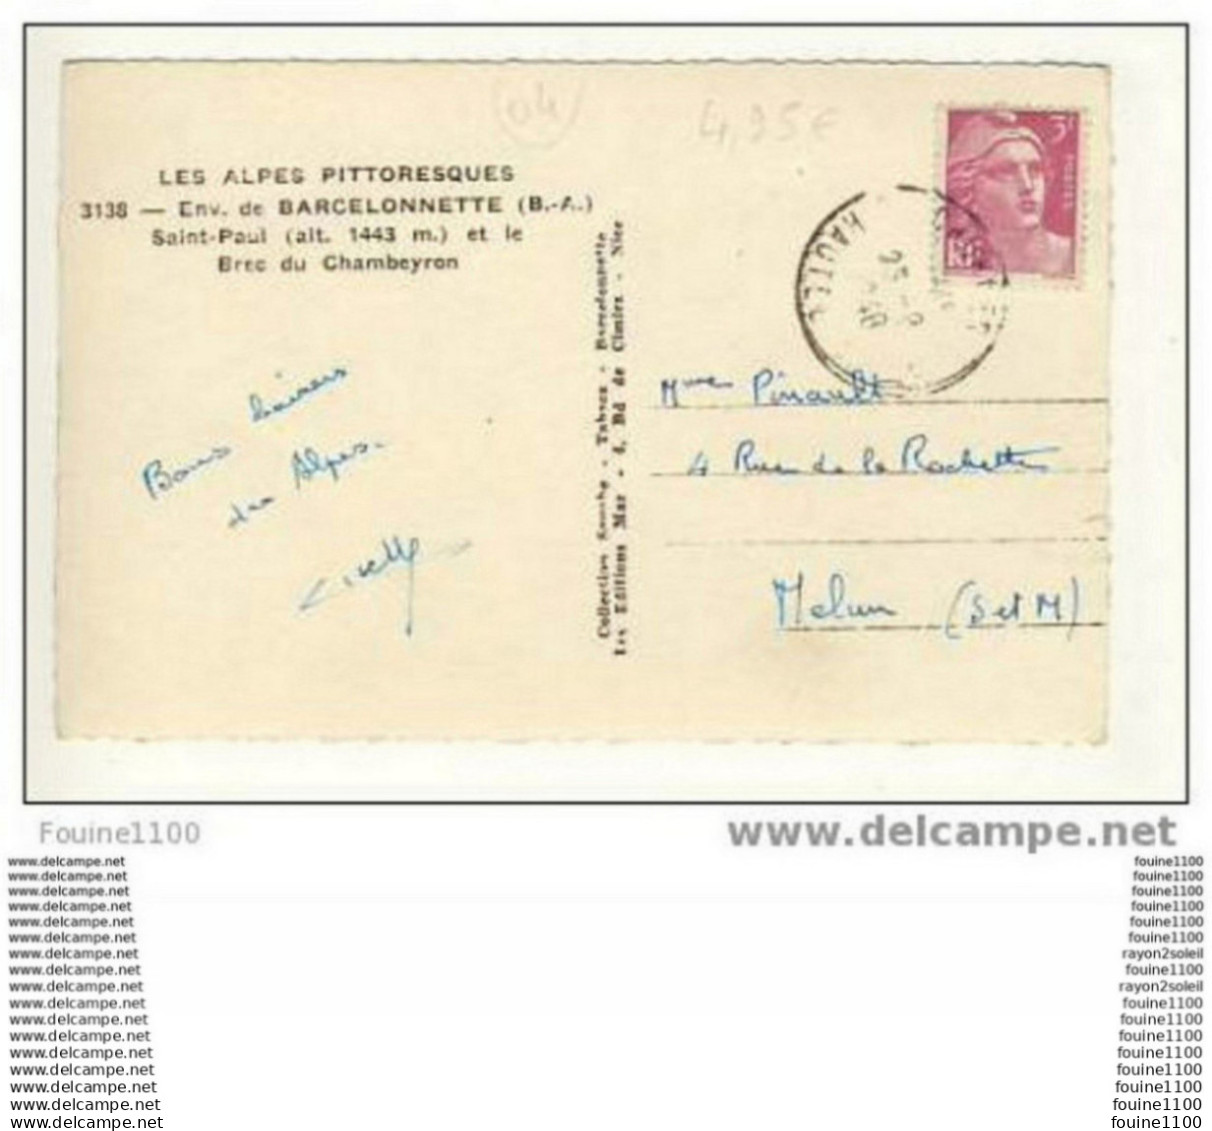 04
4,95€
LES ALPES PITTORESQUES
3138 — Env. de BARCELONNETTE (B.-A.)
Saint-Paul (alt. 1443 m.) et le
Brec du Chambeyron
3F
RF
HAUTES
Bons baisers
des Alpes.
Collection - Tabacs - Barcelonnette
Les Editions Mar - 4, Bd de Cimiez - Nice
Mme Pinault
4 Rue de la Rochette
Melun (S et M)
Fouine1100
www.delcampe.net
www.delcampe.net fouine1100
www.delcampe.net fouine1100
www.delcampe.net fouine1100
www.delcampe.net fouine1100
www.delcampe.net fouine1100
www.delcampe.net fouine1100
www.delcampe.net rayon2soleil
www.delcampe.net fouine1100
www.delcampe.net rayon2soleil
www.delcampe.net fouine1100
www.delcampe.net fouine1100
www.delcampe.net fouine1100
www.delcampe.net fouine1100
www.delcampe.net fouine1100
www.delcampe.net fouine1100
www.delcampe.net fouine1100
www.delcampe.net fouine1100